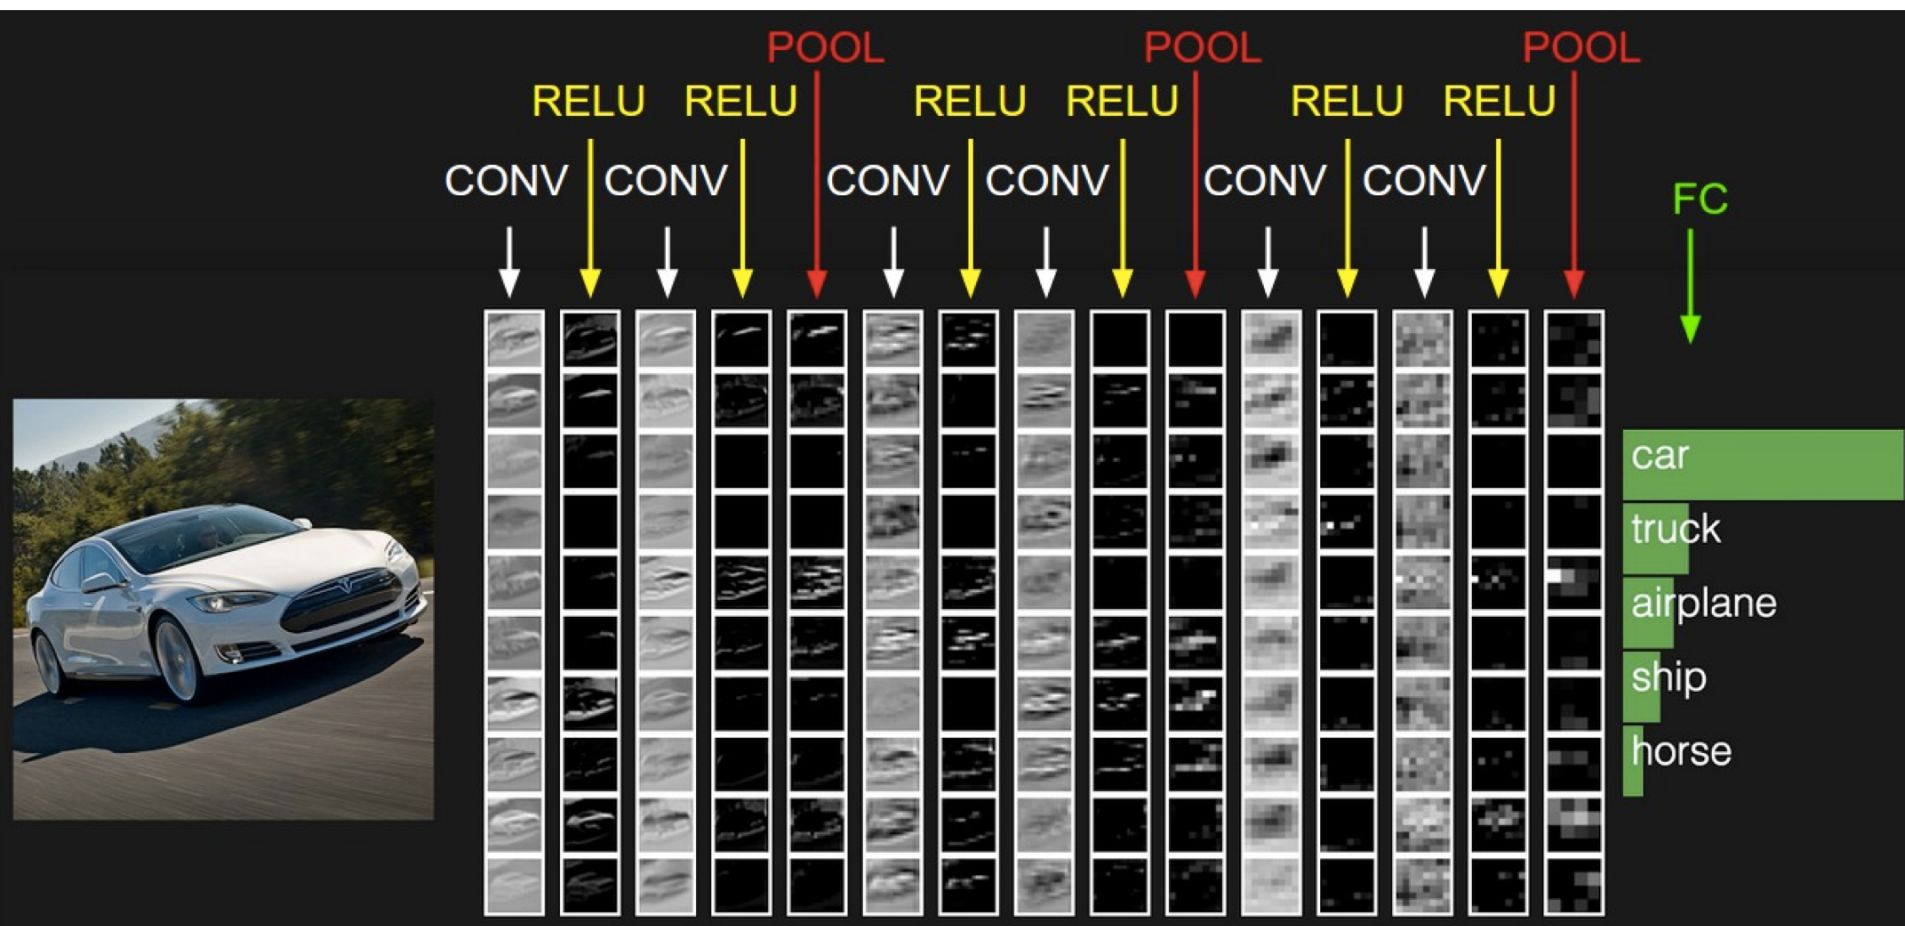 POOL POOL POOL
RELU RELU RELU RELU RELU RELU
CONV CONV CONV CONV CONV CONV
FC
car
truck
airplane
ship
horse